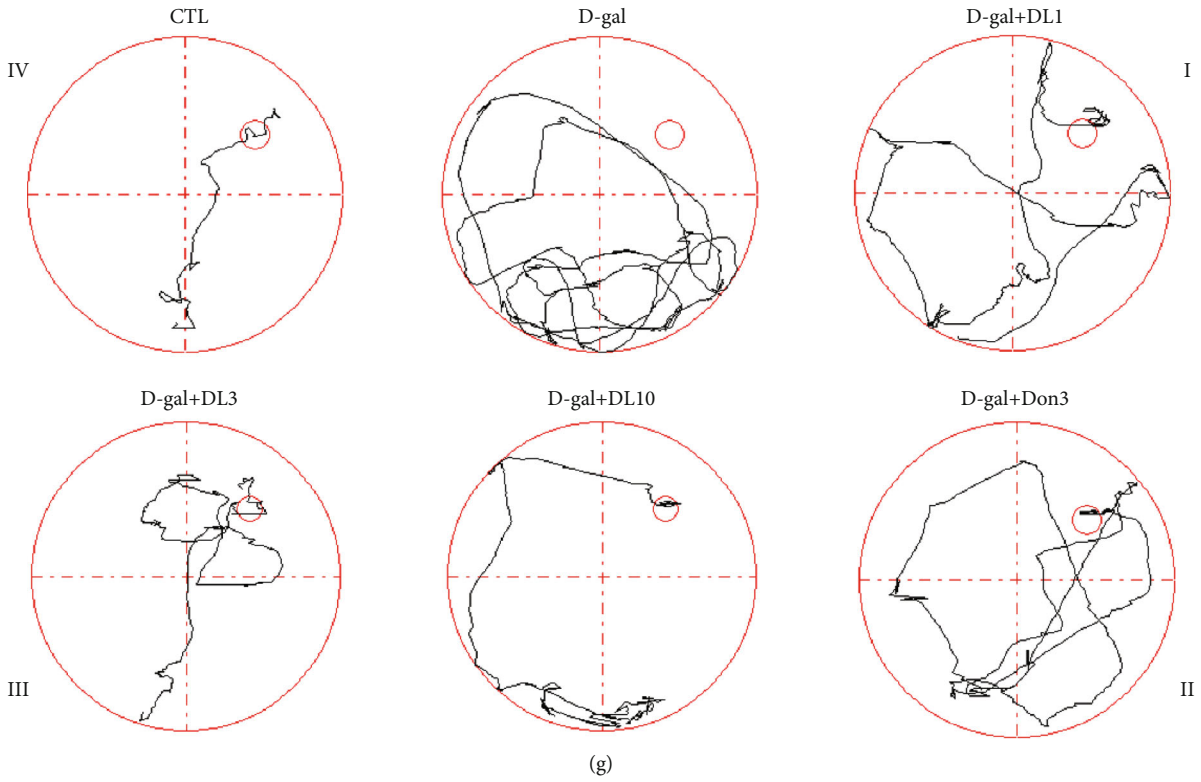 CTL
D-gal
D-gal+DL1
IV
I
D-gal+DL3
D-gal+DL10
D-gal+Don3
III
II
(g)